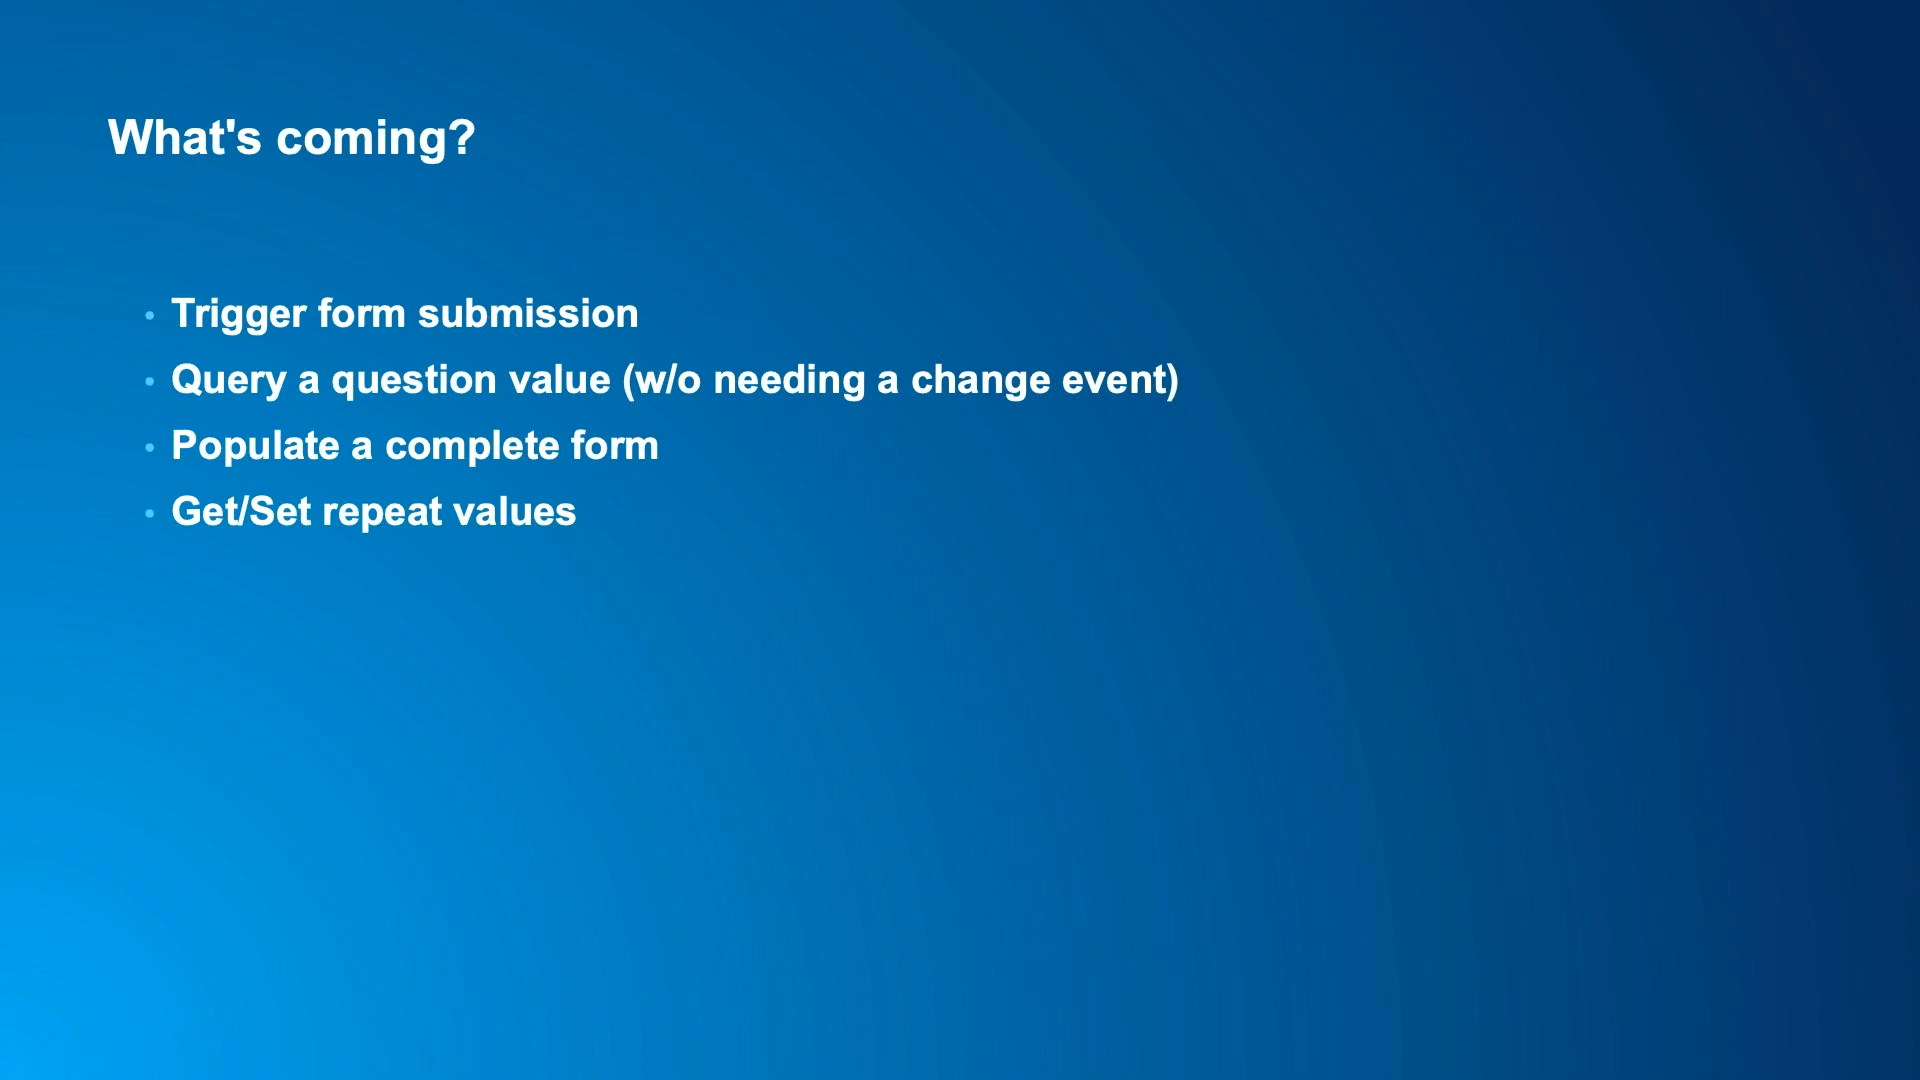 What's coming?
Trigger form submission
Query a question value (w/o needing a change event)
Populate a complete form
Get/Set repeat values